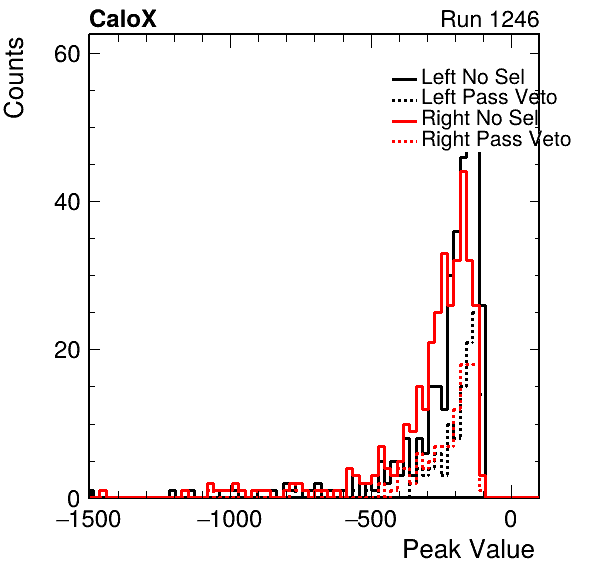 CaloX Run 1246
Counts
60
40
20
0
Left No Sel
Left Pass Veto
Right No Sel
Right Pass Veto
−1500 −1000 −500 0
Peak Value